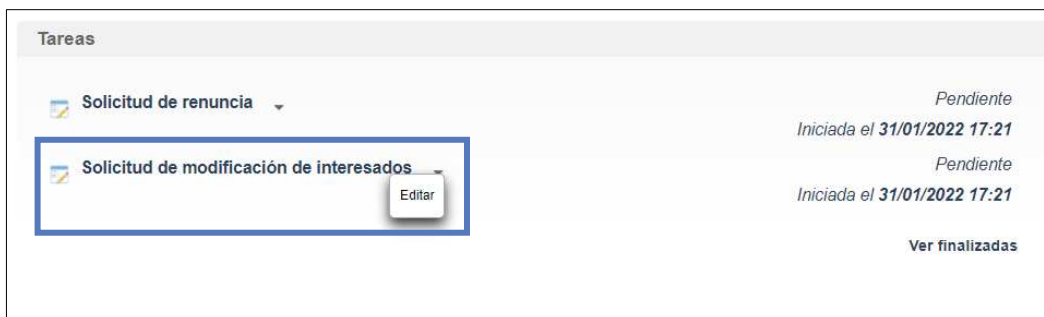 Tareas
Solicitud de renuncia
Pendiente
Iniciada el 31/01/2022 17:21
Solicitud de modificación de interesados
Pendiente
Editar
Iniciada el 31/01/2022 17:21
Ver finalizadas